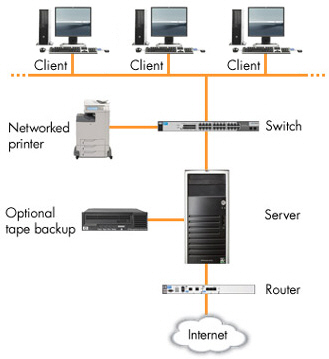 Client Client Client
Networked
printer
Switch
Optional
tape backup
Server
Router
Internet